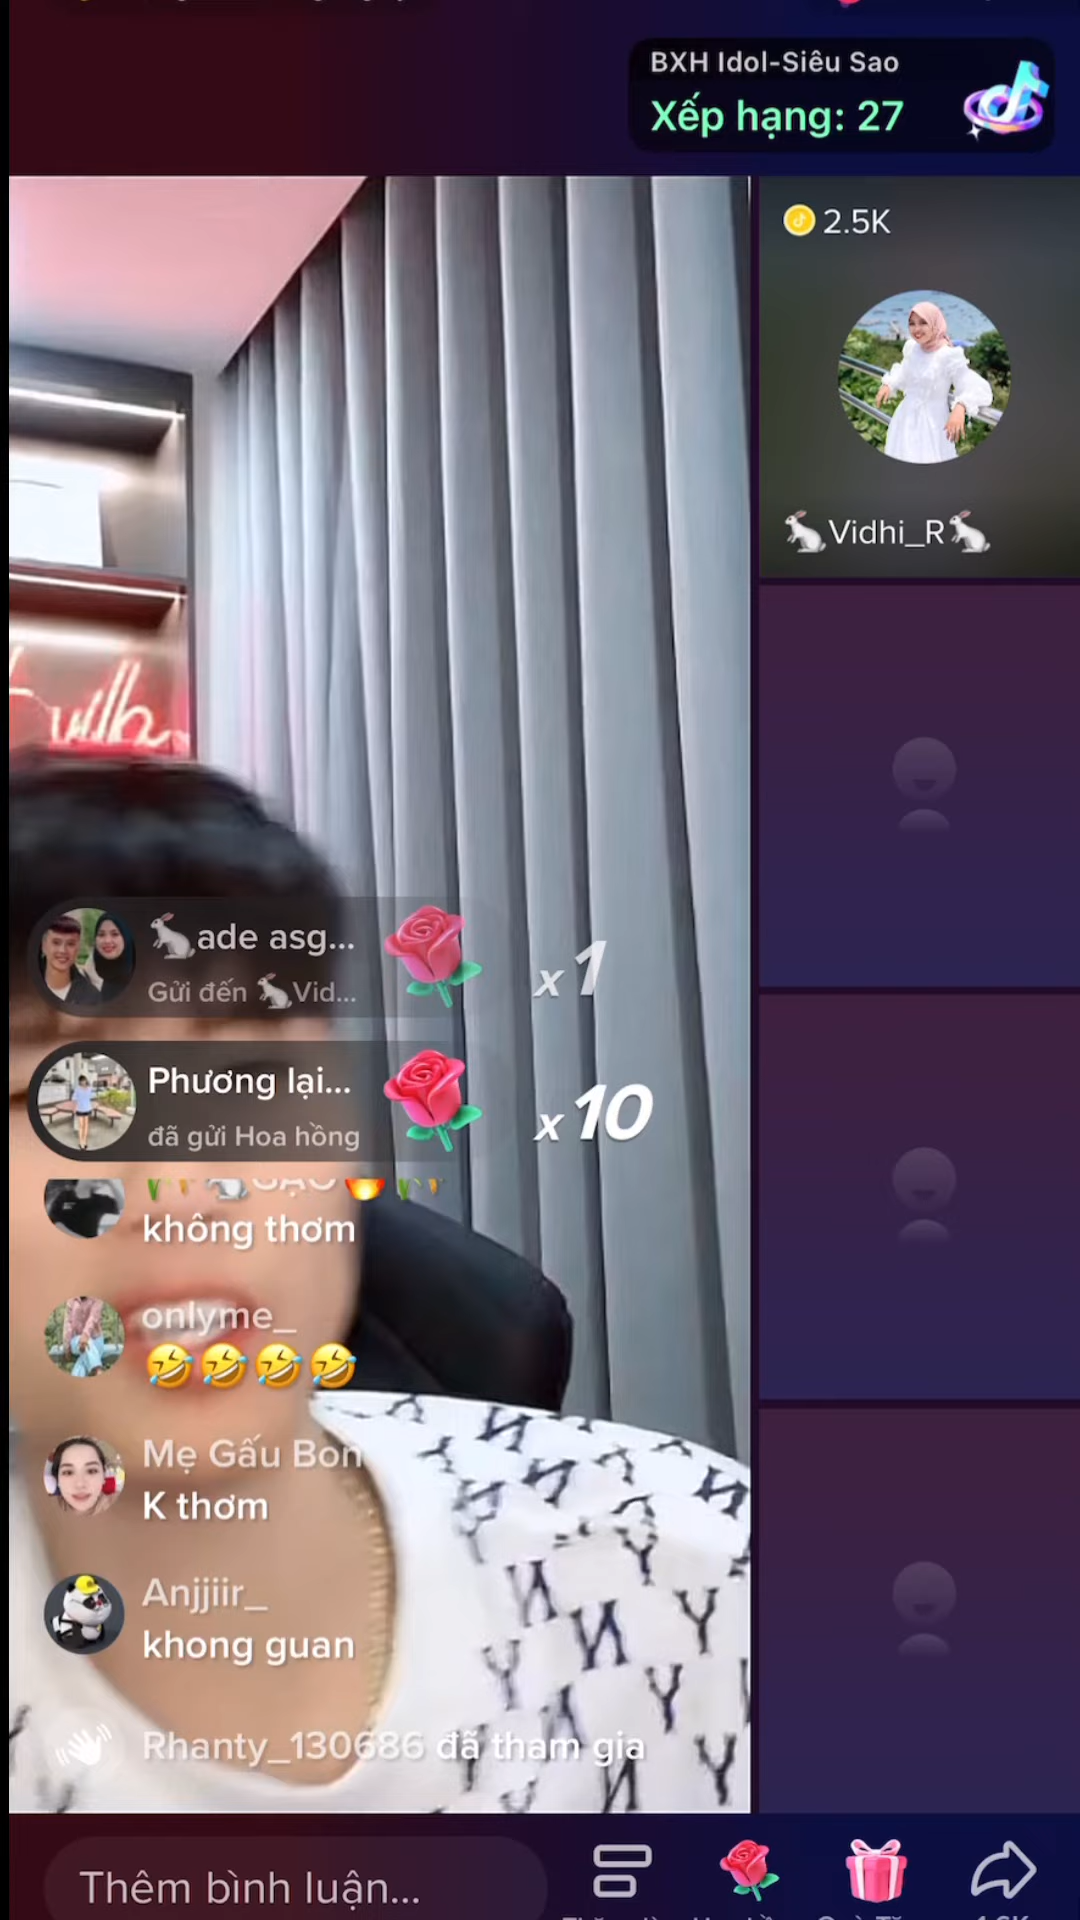 BXH Idol-Siêu Sao
Xếp hạng: 27
2.5K
🐇Vidhi_R🐇
🐇ade asg...
Gửi đến 🐇Vid...
x1
Phương lại...
đã gửi Hoa hồng
x10
không thơm
onlyme_
🤣🤣🤣🤣
Mẹ Gấu Bon
K thơm
Anjjiir_
khong guan
Rhanty_130686 đã tham gia
Thêm bình luận...